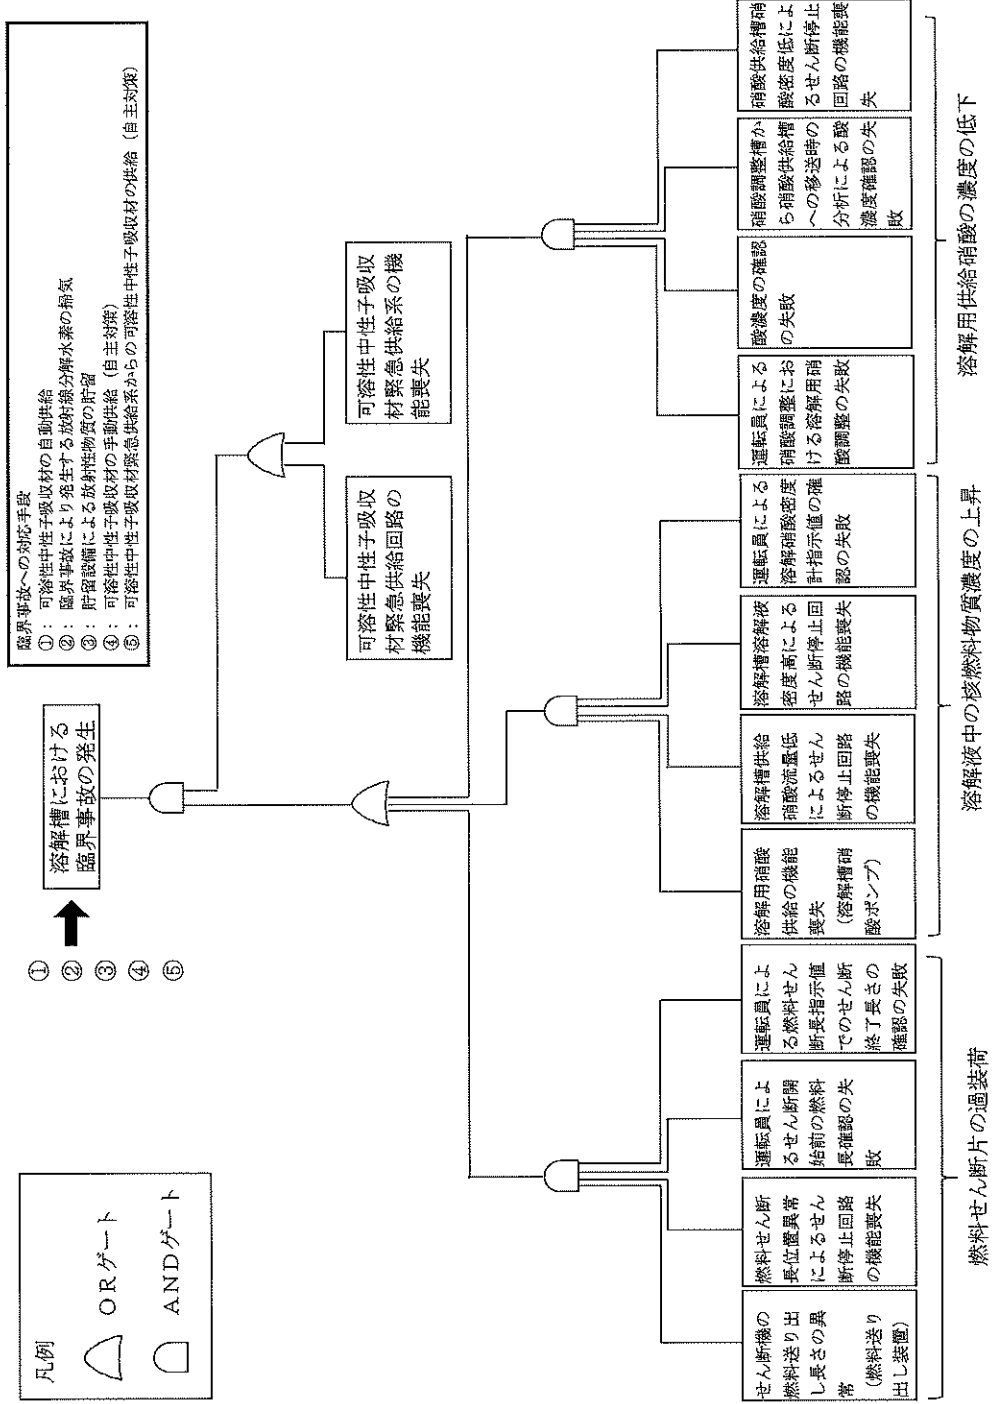 凡例
ORゲート
ANDゲート
①
②
③
④
⑤
溶解槽における
臨界事故の発生
臨界事故への対応手段
①：可溶性中性子吸収材の自動供給
②：臨界事故により発生する放射線分解水素の掃気
③：貯留設備による放射性物質の貯留
④：可溶性中性子吸収材の手動供給（自主対策）
⑤：可溶性中性子吸収材緊急供給系からの可溶性中性子吸収材の供給（自主対策）
可溶性中性子吸収
材緊急供給回路の
機能喪失
可溶性中性子吸収
材緊急供給系の機
能喪失
せん断機の
燃料送り出
し長さの異
常
（燃料送り
出し装置）
燃料せん断
長位置異常
によるせん
断停止回路
の機能喪失
運転員によ
るせん断開
始前の燃料
長確認の失
敗
運転員によ
る燃料せん
断長指示値
でのせん断
終了長さの
確認の失敗
溶解用硝酸
供給の機能
喪失
（溶解槽硝
酸ポンプ）
溶解槽供給
硝酸流量低
によるせん
断停止回路
の機能喪失
溶解槽溶解液
密度高による
せん断停止回
路の機能喪失
運転員による
溶解硝酸密度
計指示値の確
認の失敗
運転員による
硝酸調整にお
ける溶解用硝
酸調整の失敗
酸濃度の確認
の失敗
硝酸調整槽か
ら硝酸供給槽
への移送時の
分析による酸
濃度確認の失
敗
硝酸供給槽硝
酸密度低によ
るせん断停止
回路の機能喪
失
燃料せん断片の過装荷
溶解液中の核燃料物質濃度の上昇
溶解用供給硝酸の濃度の低下